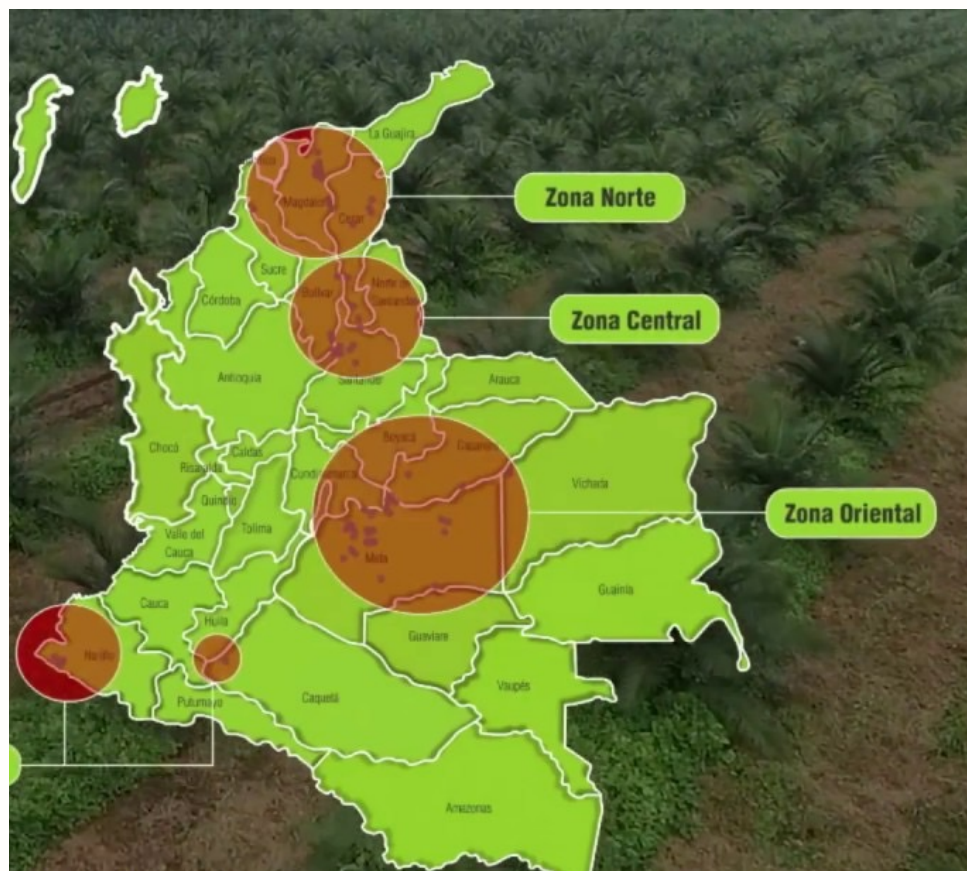 La Guajira
Magdalena
Cesar
Zona Norte
Sucre
Bolívar
Norte de
Santander
Córdoba
Zona Central
Antioquia
Santander
Arauca
Boyacá
Casanare
Chocó
Caldas
Risaralda
Cundinamarca
Vichada
Quindío
Tolima
Valle del
Cauca
Zona Oriental
Meta
Guainía
Cauca
Huila
Guaviare
Nariño
Putumayo
Caquetá
Vaupés
Amazonas